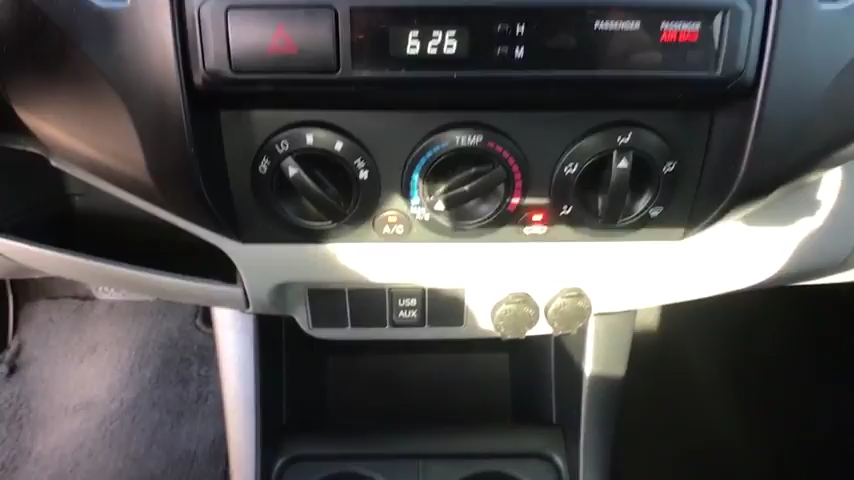 6:26
H
M
PASSENGER
PASSENGER
AIR BAG
OFF
LO
HI
TEMP
A/C
USB
AUX